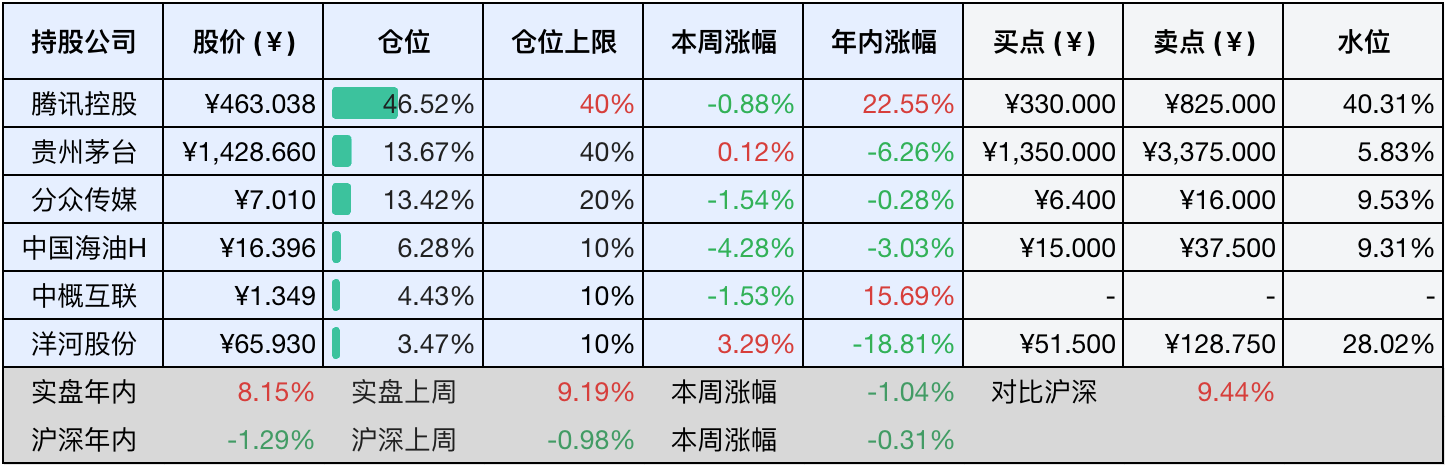 持股公司 股价 (¥) 仓位 仓位上限 本周涨幅 年内涨幅 买点 (¥) 卖点 (¥) 水位
腾讯控股 ¥463.038 46.52% 40% -0.88% 22.55% ¥330.000 ¥825.000 40.31%
贵州茅台 ¥1,428.660 13.67% 40% 0.12% -6.26% ¥1,350.000 ¥3,375.000 5.83%
分众传媒 ¥7.010 13.42% 20% -1.54% -0.28% ¥6.400 ¥16.000 9.53%
中国海油H ¥16.396 6.28% 10% -4.28% -3.03% ¥15.000 ¥37.500 9.31%
中概互联 ¥1.349 4.43% 10% -1.53% 15.69% - - -
洋河股份 ¥65.930 3.47% 10% 3.29% -18.81% ¥51.500 ¥128.750 28.02%
实盘年内 8.15% 实盘上周 9.19% 本周涨幅 -1.04% 对比沪深 9.44%
沪深年内 -1.29% 沪深上周 -0.98% 本周涨幅 -0.31%